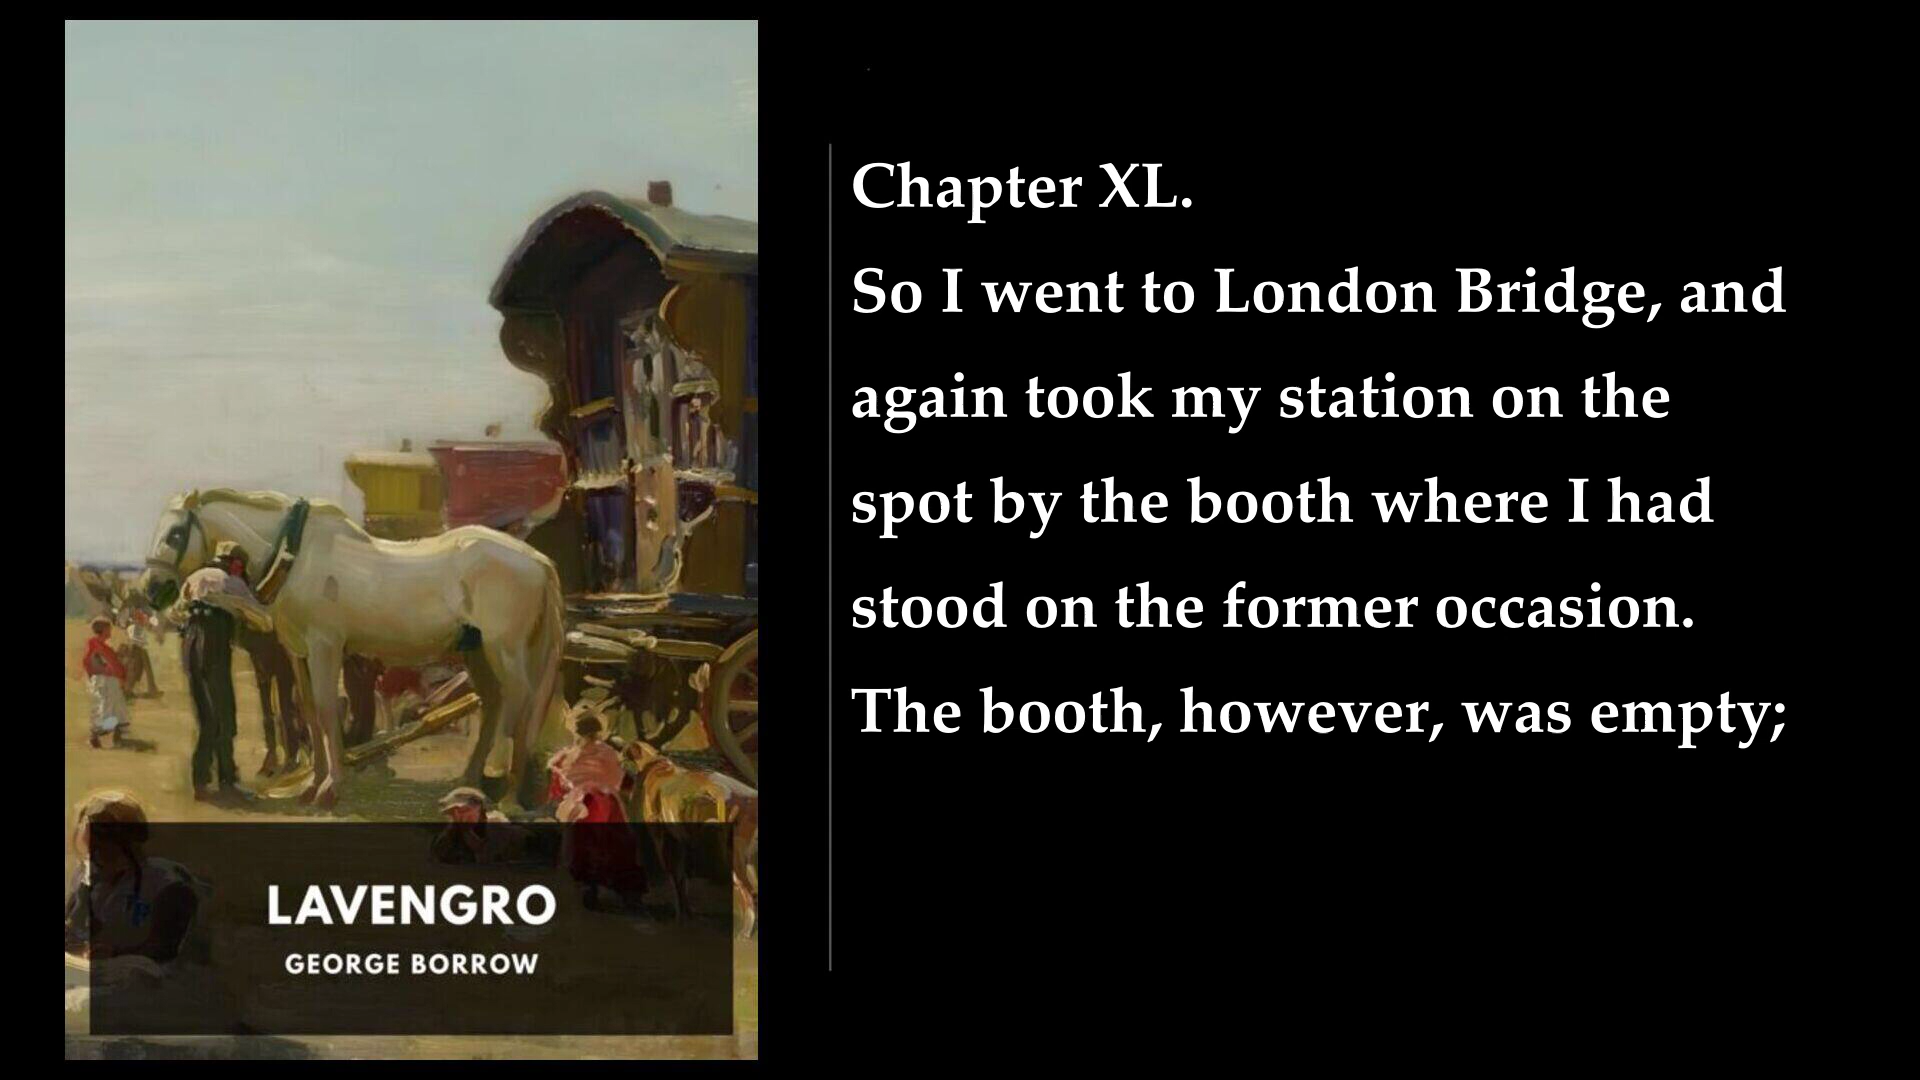 Chapter XL.
So I went to London Bridge, and
again took my station on the
spot by the booth where I had
stood on the former occasion.
The booth, however, was empty;
LAVENGRO
GEORGE BORROW